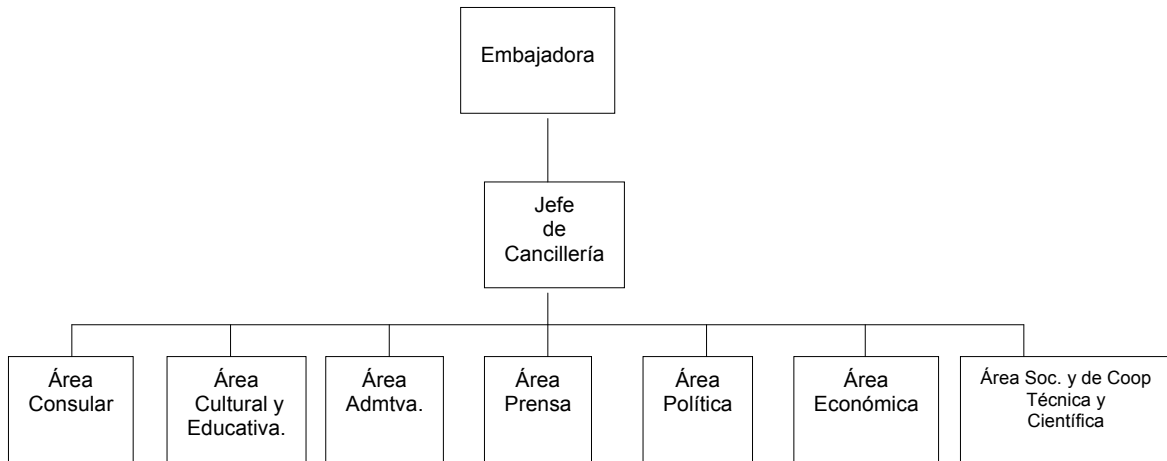 Embajadora
Jefe
de
Cancillería
Área
Consular
Área
Cultural y
Educativa.
Área
Admtva.
Área
Prensa
Área
Política
Área
Económica
Área Soc. y de Coop
Técnica y
Científica